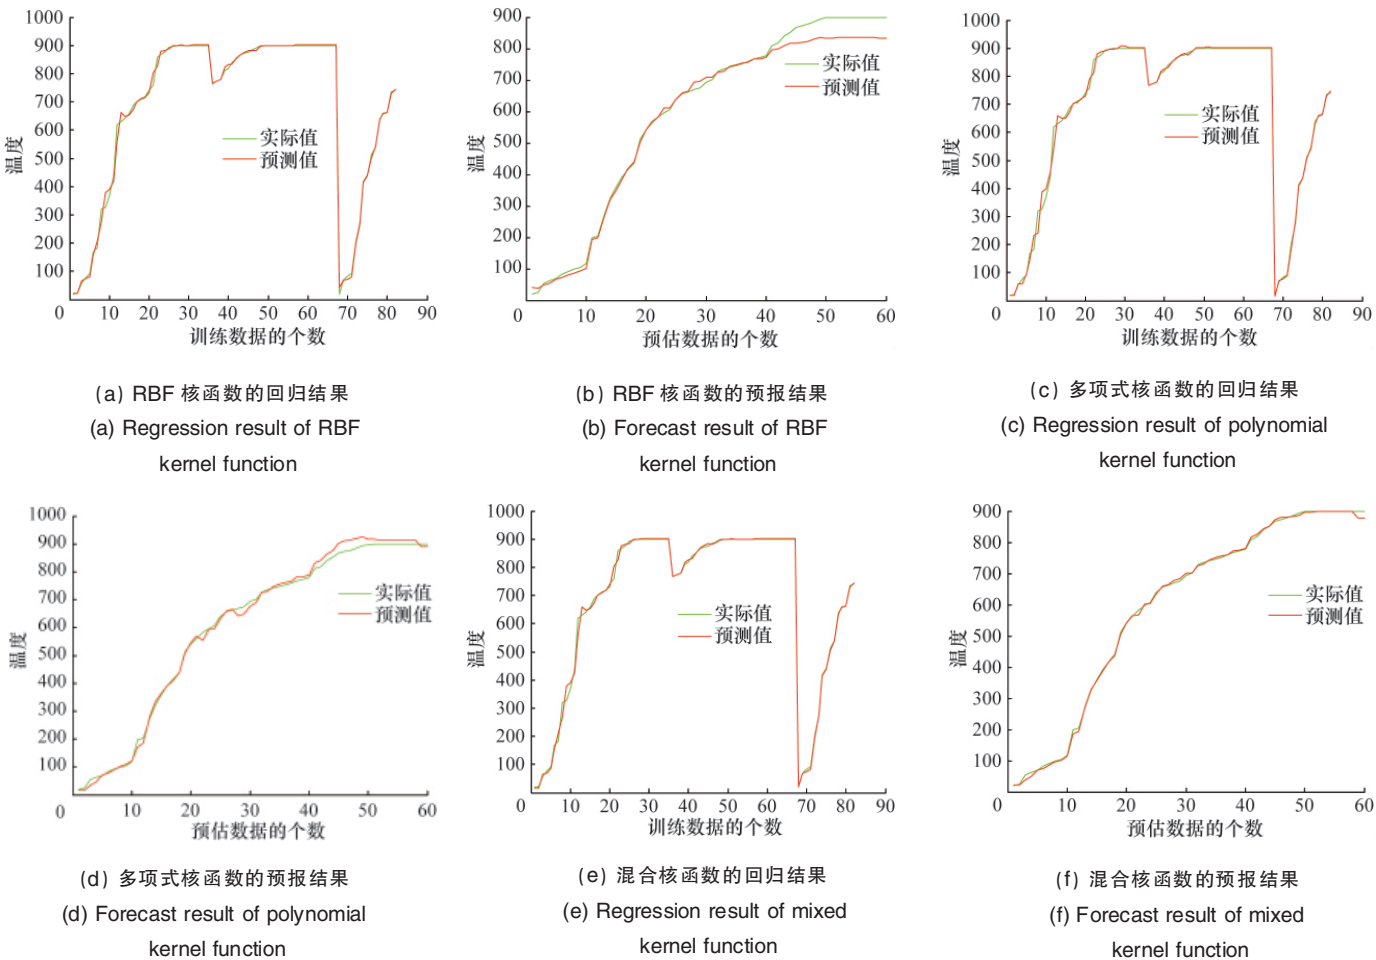 1000
900
800
700
600
500
400
300
200
100
0
10 20 30 40 50 60 70 80 90
温度
实际值
预测值
训练数据的个数
(a) RBF 核函数的回归结果
(a) Regression result of RBF
kernel function
900
800
700
600
500
400
300
200
100
0
10 20 30 40 50 60
温度
实际值
预测值
预估数据的个数
(b) RBF 核函数的预报结果
(b) Forecast result of RBF
kernel function
1000
900
800
700
600
500
400
300
200
100
0
10 20 30 40 50 60 70 80 90
温度
实际值
预测值
训练数据的个数
(c) 多项式核函数的回归结果
(c) Regression result of polynomial
kernel function
1000
900
800
700
600
500
400
300
200
100
0
10 20 30 40 50 60
温度
实际值
预测值
预估数据的个数
(d) 多项式核函数的预报结果
(d) Forecast result of polynomial
kernel function
1000
900
800
700
600
500
400
300
200
100
0
10 20 30 40 50 60 70 80 90
温度
实际值
预测值
训练数据的个数
(e) 混合核函数的回归结果
(e) Regression result of mixed
kernel function
900
800
700
600
500
400
300
200
100
0
10 20 30 40 50 60
温度
实际值
预测值
预估数据的个数
(f) 混合核函数的预报结果
(f) Forecast result of mixed
kernel function